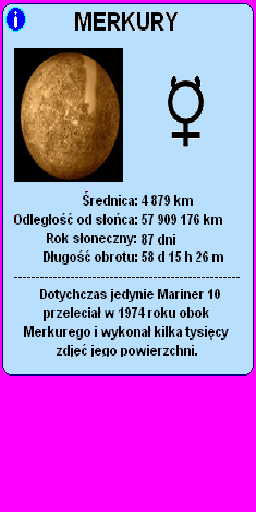 i
MERKURY
Średnica: 4 879 km
Odległość od słońca: 57 909 176 km
Rok słoneczny: 87 dni
Długość obrotu: 58 d 15 h 26 m
Dotychczas jedynie Mariner 10
przeleciał w 1974 roku obok
Merkurego i wykonał kilka tysięcy
zdjęć jego powierzchni.